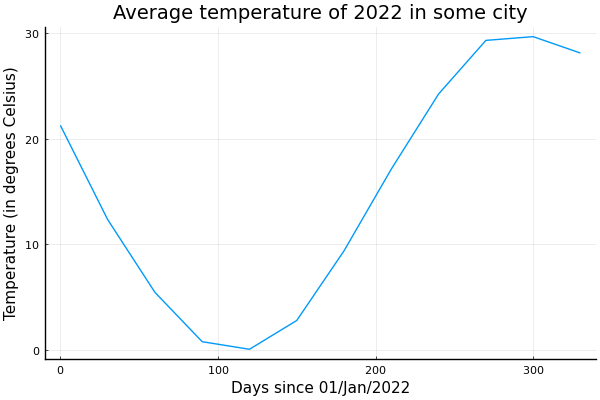 Average temperature of 2022 in some city
Temperature (in degrees Celsius)
30
20
10
0
0 100 200 300
Days since 01/Jan/2022